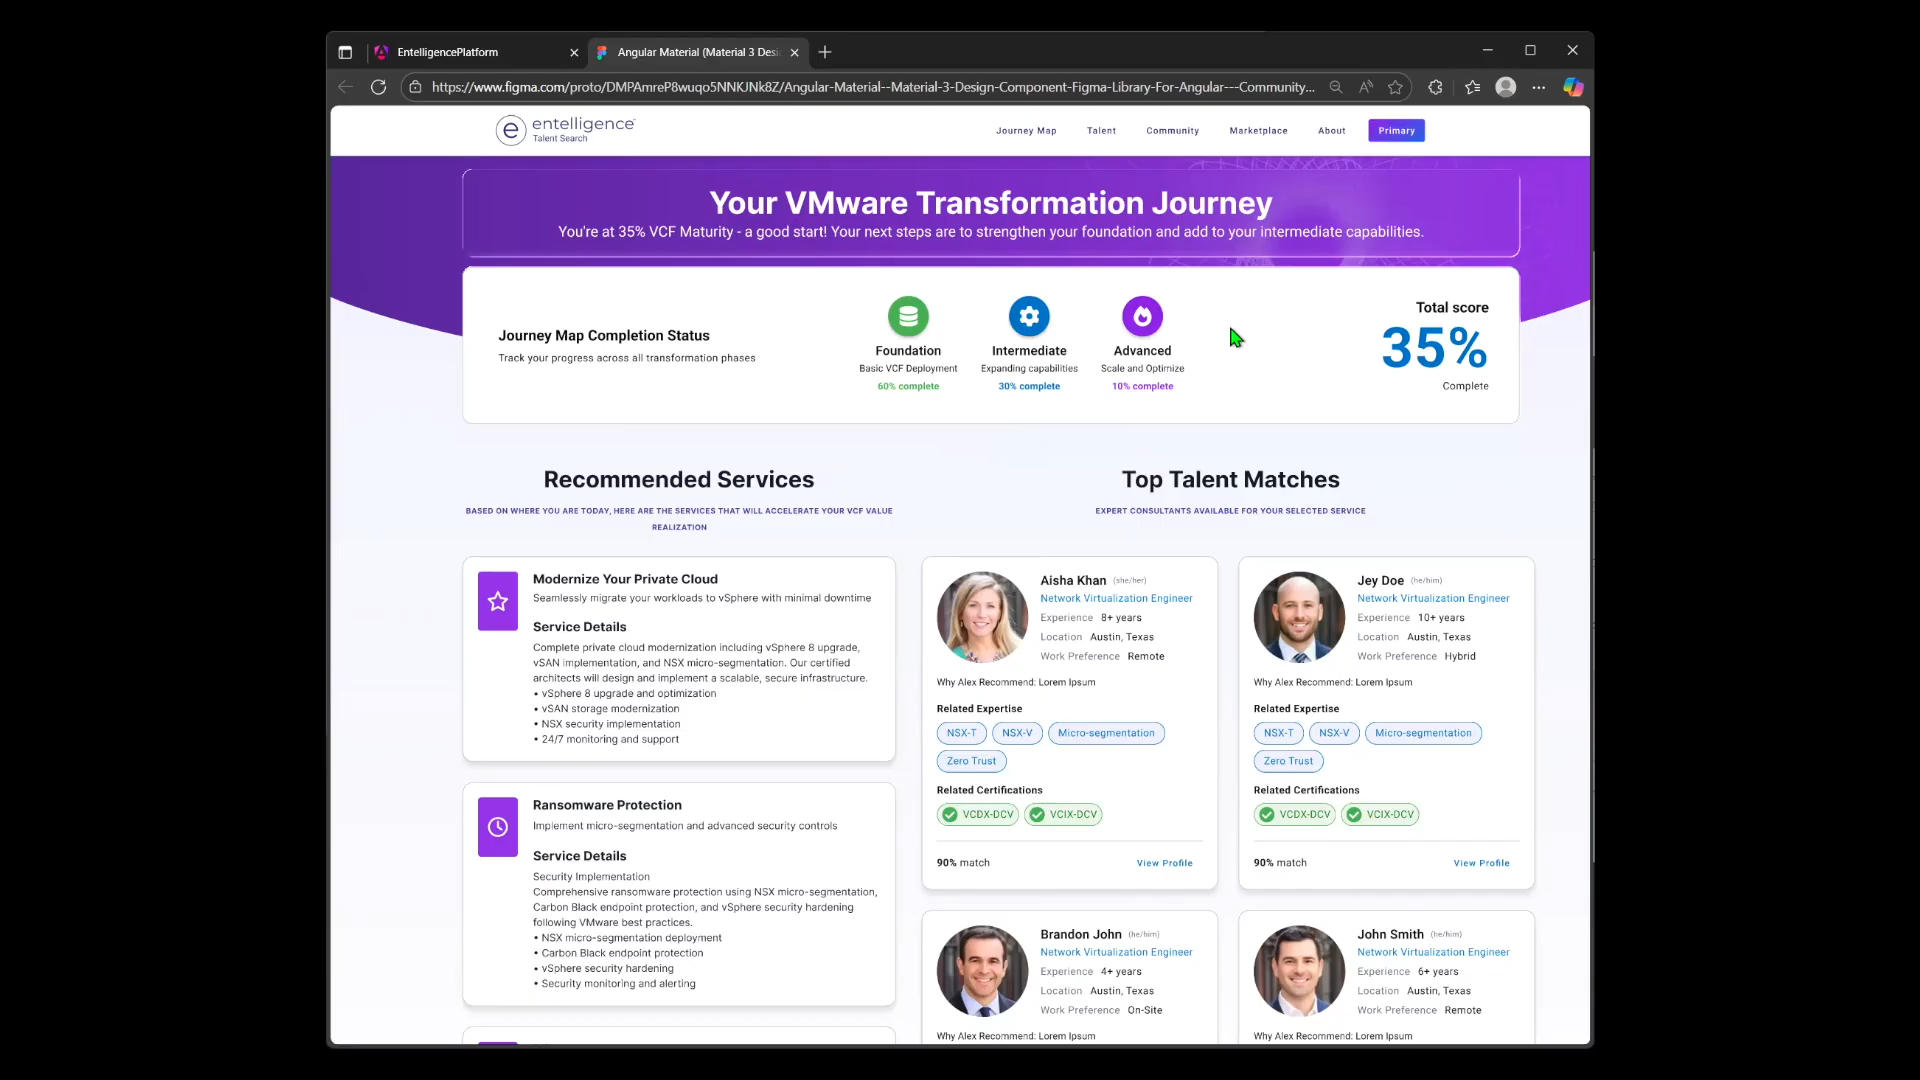 EntelligencePlatform
Angular Material (Material 3 Desi
https://www.figma.com/proto/DMPAmreP8wuqo5NNKJNk8Z/Angular-Material--Material-3-Design-Component-Figma-Library-For-Angular---Community...
entelligence
Talent Search
Journey Map
Talent
Community
Marketplace
About
Primary
Your VMware Transformation Journey
You're at 35% VCF Maturity - a good start! Your next steps are to strengthen your foundation and add to your intermediate capabilities.
Journey Map Completion Status
Track your progress across all transformation phases
Foundation
Basic VCF Deployment
60% complete
Intermediate
Expanding capabilities
30% complete
Advanced
Scale and Optimize
10% complete
Total score
35%
Complete
Recommended Services
BASED ON WHERE YOU ARE TODAY, HERE ARE THE SERVICES THAT WILL ACCELERATE YOUR VCF VALUE
REALIZATION
Modernize Your Private Cloud
Seamlessly migrate your workloads to vSphere with minimal downtime
Service Details
Complete private cloud modernization including vSphere 8 upgrade,
vSAN implementation, and NSX micro-segmentation. Our certified
architects will design and implement a scalable, secure infrastructure.
• vSphere 8 upgrade and optimization
• vSAN storage modernization
• NSX security implementation
• 24/7 monitoring and support
Ransomware Protection
Implement micro-segmentation and advanced security controls
Service Details
Security Implementation
Comprehensive ransomware protection using NSX micro-segmentation,
Carbon Black endpoint protection, and vSphere security hardening
following VMware best practices.
• NSX micro-segmentation deployment
• Carbon Black endpoint protection
• vSphere security hardening
• Security monitoring and alerting
Top Talent Matches
EXPERT CONSULTANTS AVAILABLE FOR YOUR SELECTED SERVICE
Aisha Khan (she/her)
Network Virtualization Engineer
Experience 8+ years
Location Austin, Texas
Work Preference Remote
Why Alex Recommend: Lorem Ipsum
Related Expertise
NSX-T NSX-V Micro-segmentation
Zero Trust
Related Certifications
VCDX-DCV VCIX-DCV
90% match View Profile
Jey Doe (he/him)
Network Virtualization Engineer
Experience 10+ years
Location Austin, Texas
Work Preference Hybrid
Why Alex Recommend: Lorem Ipsum
Related Expertise
NSX-T NSX-V Micro-segmentation
Zero Trust
Related Certifications
VCDX-DCV VCIX-DCV
90% match View Profile
Brandon John (he/him)
Network Virtualization Engineer
Experience 4+ years
Location Austin, Texas
Work Preference On-Site
Why Alex Recommend: Lorem Ipsum
John Smith (he/him)
Network Virtualization Engineer
Experience 6+ years
Location Austin, Texas
Work Preference Remote
Why Alex Recommend: Lorem Ipsum